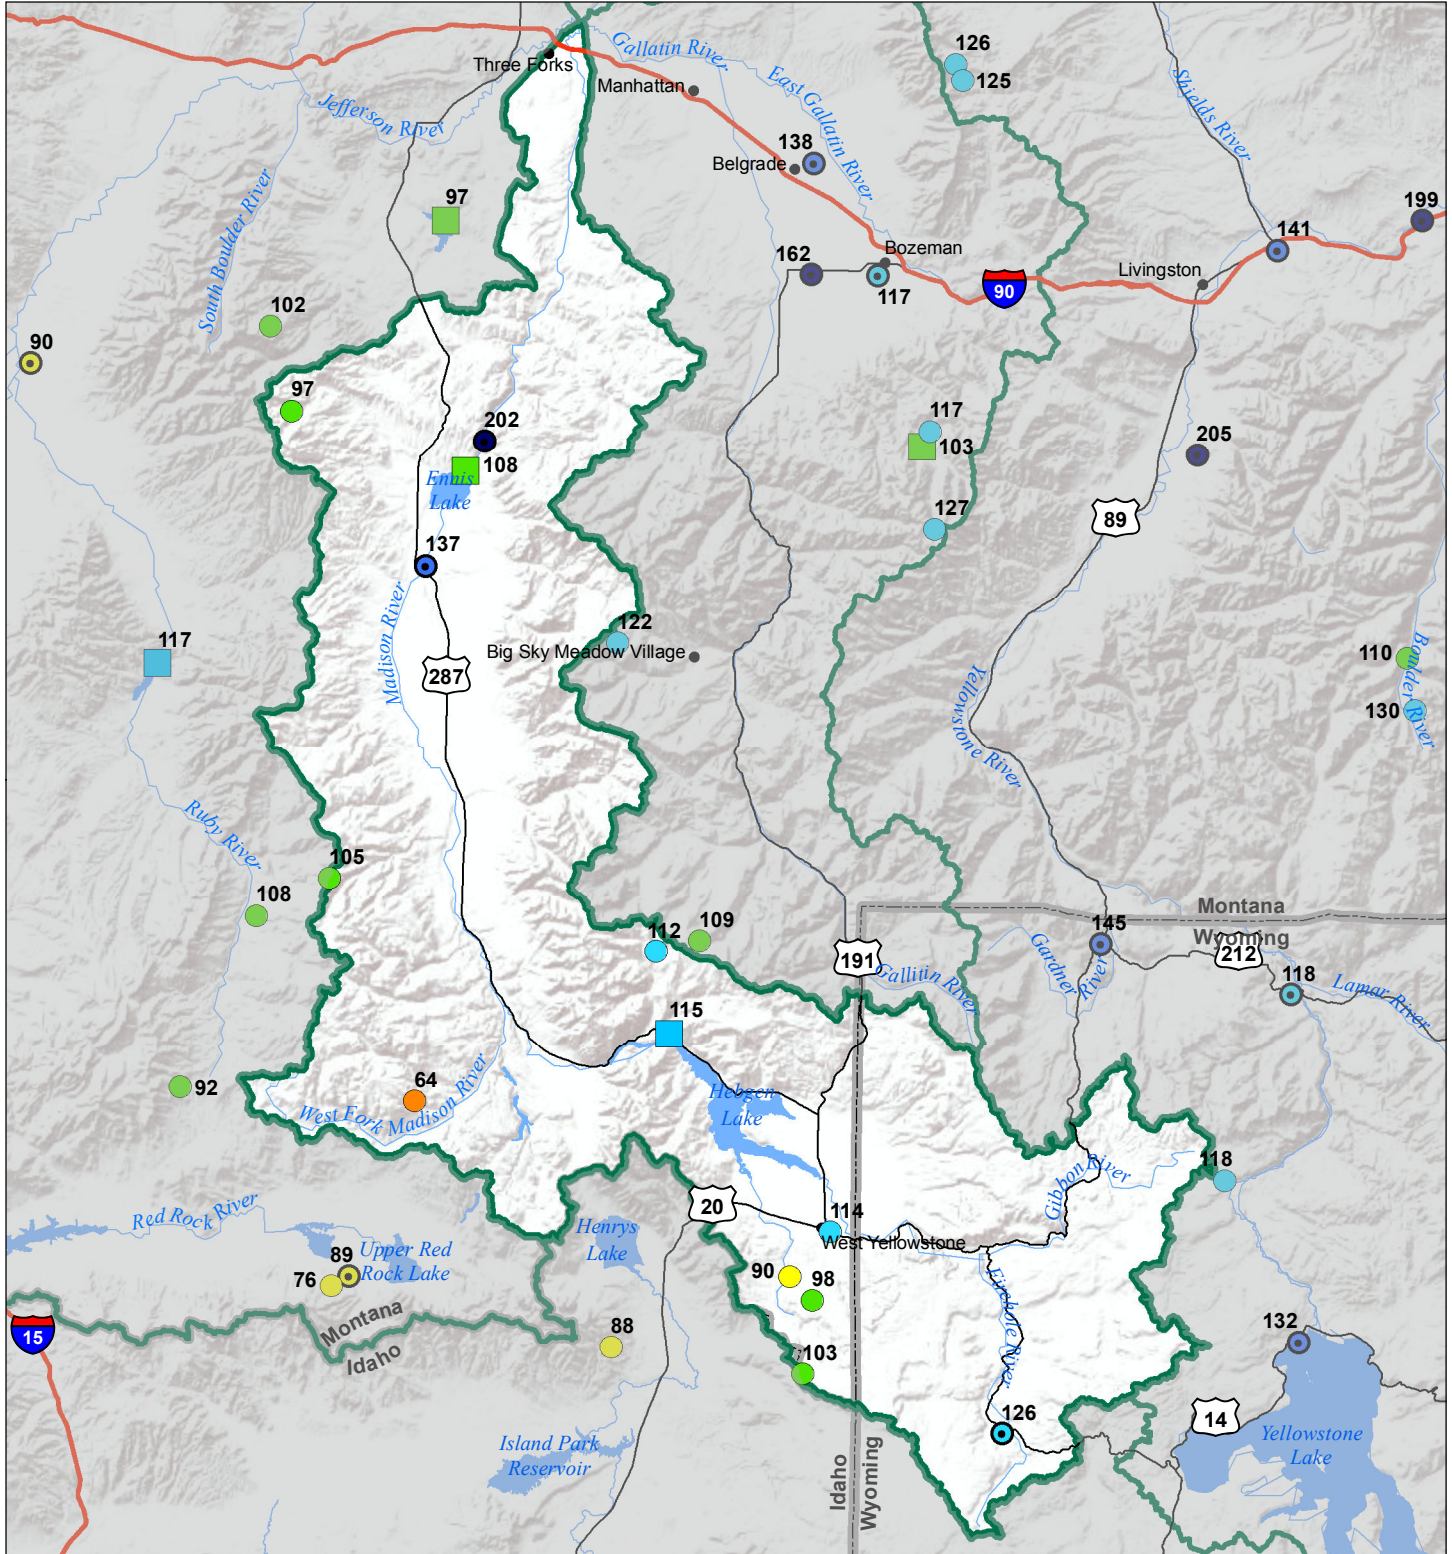 Three Forks
Gallatin River
Manhattan
East Gallatin River
126
125
Shields River
Jefferson River
138
Belgrade
97
South Boulder River
199
141
162
Bozeman
117
Livingston
90
102
90
97
202
108
Ennis
Lake
117
103
205
127
89
137
Madison River
122
Big Sky Meadow Village
287
117
110
Boulder River
130
Yellowstone River
Ruby River
105
108
112
109
Montana
Wyoming
145
212
191
Gallitin River
Gardner
River
118
Lamar River
115
92
64
West Fork Madison River
Hebgen
Lake
118
Gibbon River
20
114
West Yellowstone
Red Rock River
Henrys
Lake
Upper Red
Rock Lake
89
76
90
98
Firehole River
15
Montana
Idaho
88
103
132
126
14
Yellowstone
Lake
Island Park
Reservoir
Idaho
Wyoming